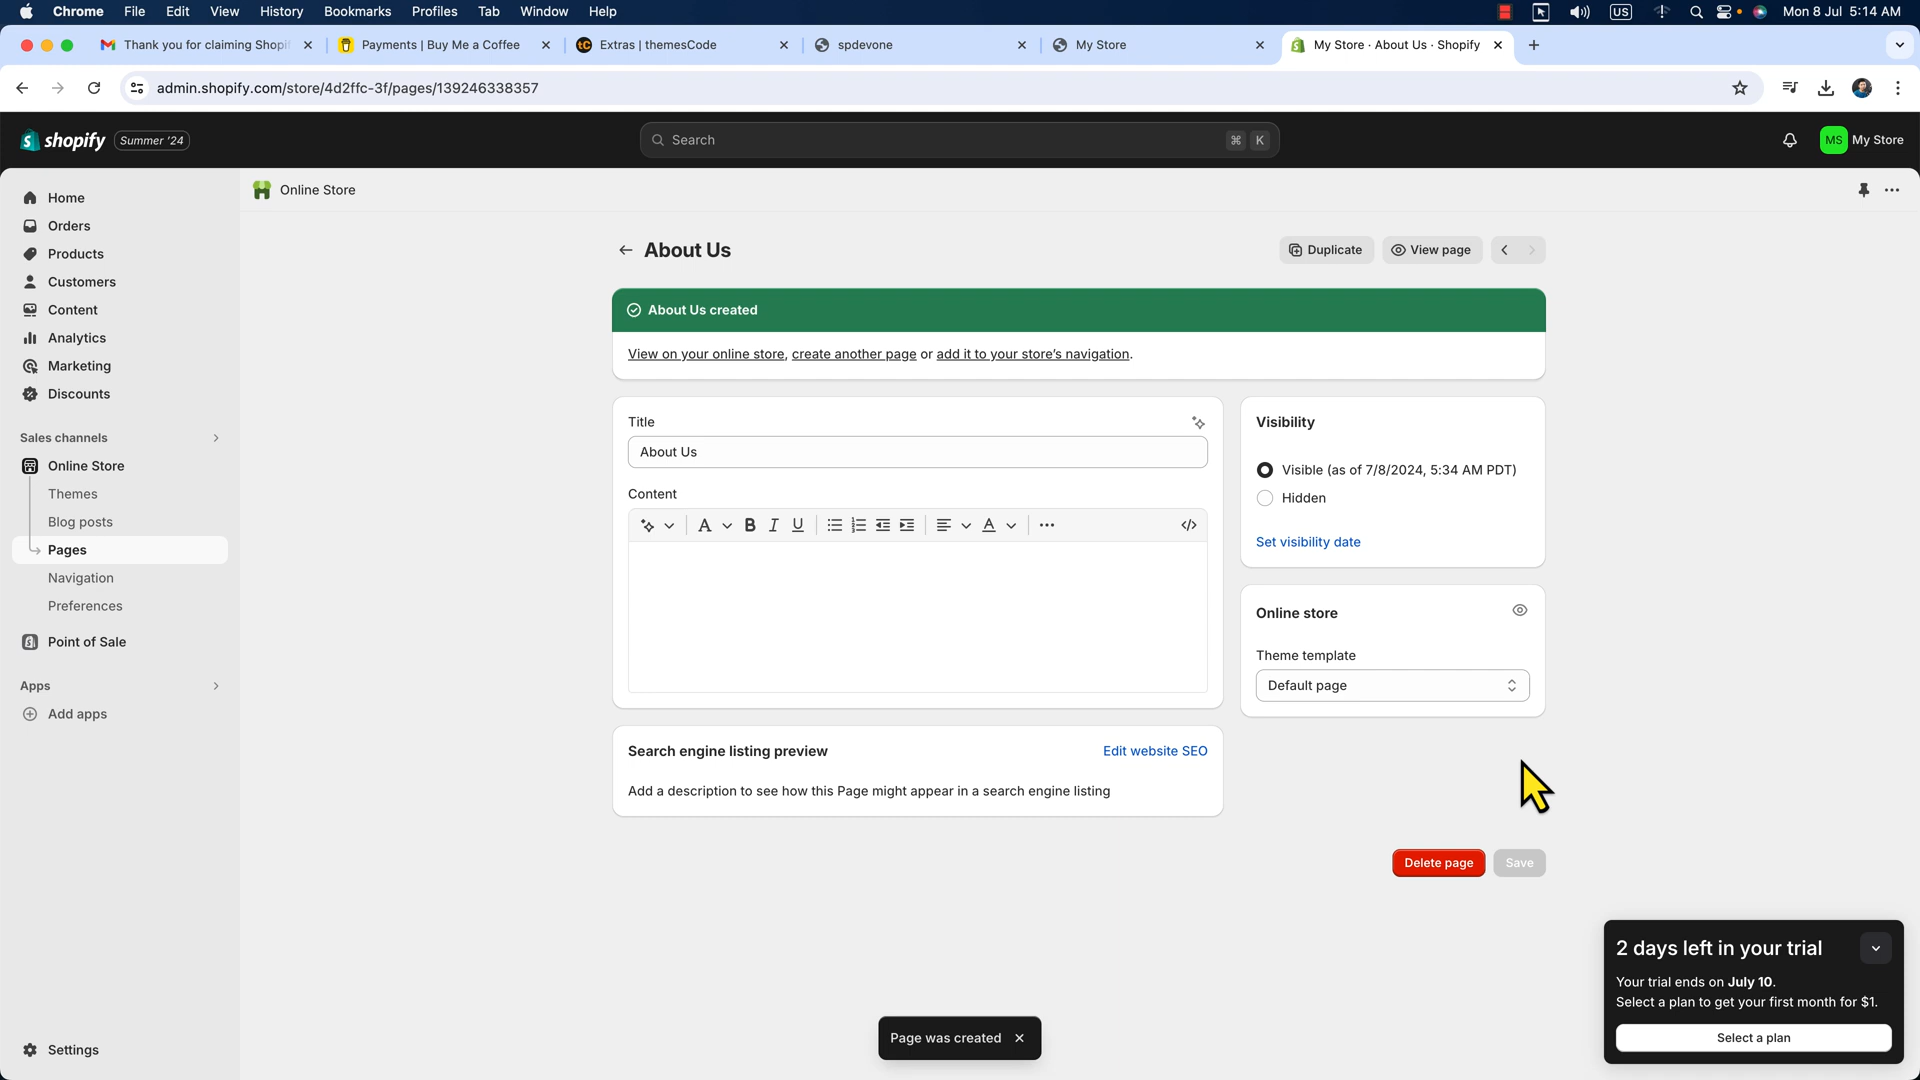 Chrome File Edit View History Bookmarks Profiles Tab Window Help US Mon 8 Jul 5:14 AM
Thank you for claiming Shopi Payments | Buy Me a Coffee tC Extras | themesCode spdevone My Store My Store · About Us · Shopify
admin.shopify.com/store/4d2ffc-3f/pages/139246338357
shopify Summer '24 Search ⌘ K MS My Store
Online Store
Home
Orders
Products
Customers
Content
Analytics
Marketing
Discounts
Sales channels
Online Store
Themes
Blog posts
Pages
Navigation
Preferences
Point of Sale
Apps
Add apps
Settings
About Us Duplicate View page
About Us created
View on your online store, create another page or add it to your store's navigation.
Title
About Us
Content
A B I U A ••• </>
Search engine listing preview Edit website SEO
Add a description to see how this Page might appear in a search engine listing
Visibility
Visible (as of 7/8/2024, 5:34 AM PDT)
Hidden
Set visibility date
Online store
Theme template
Default page
Delete page Save
Page was created
2 days left in your trial
Your trial ends on July 10.
Select a plan to get your first month for $1.
Select a plan